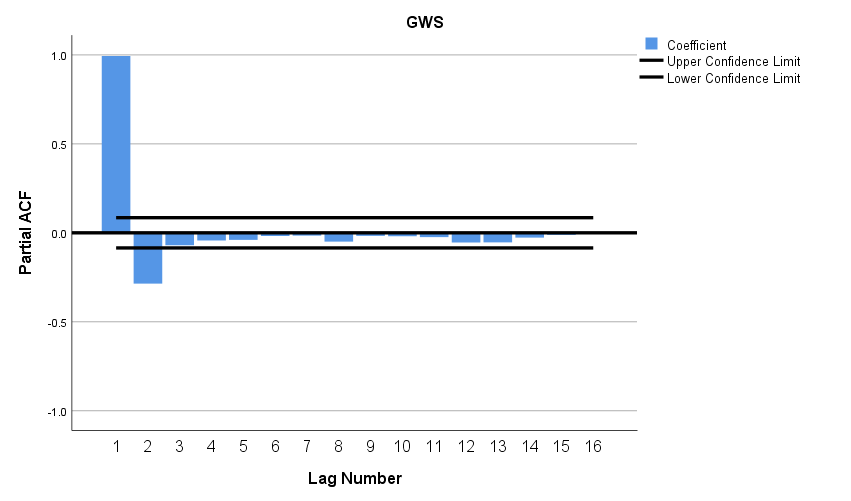 GWS
Coefficient
Upper Confidence Limit
Lower Confidence Limit
Partial ACF
1.0
0.5
0.0
-0.5
-1.0
1 2 3 4 5 6 7 8 9 10 11 12 13 14 15 16
Lag Number